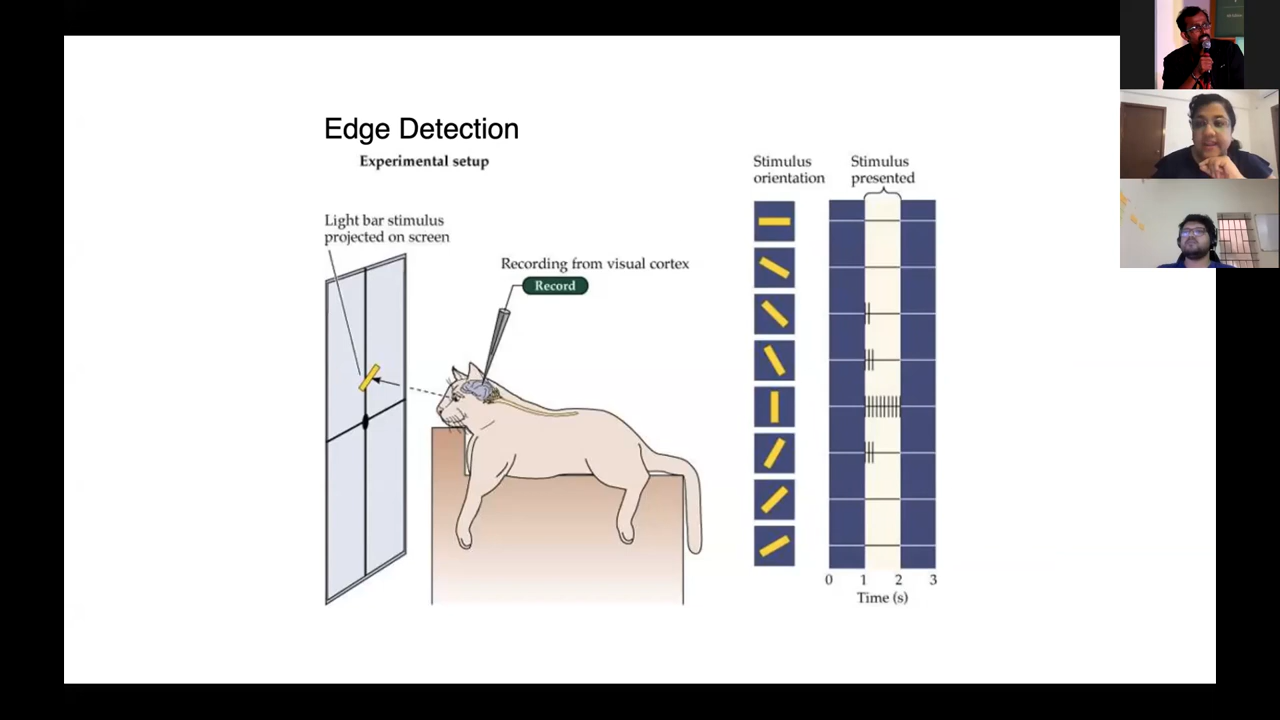 Edge Detection
Experimental setup
Light bar stimulus
projected on screen
Recording from visual cortex
Record
Stimulus
orientation
Stimulus
presented
0 1 2 3
Time (s)